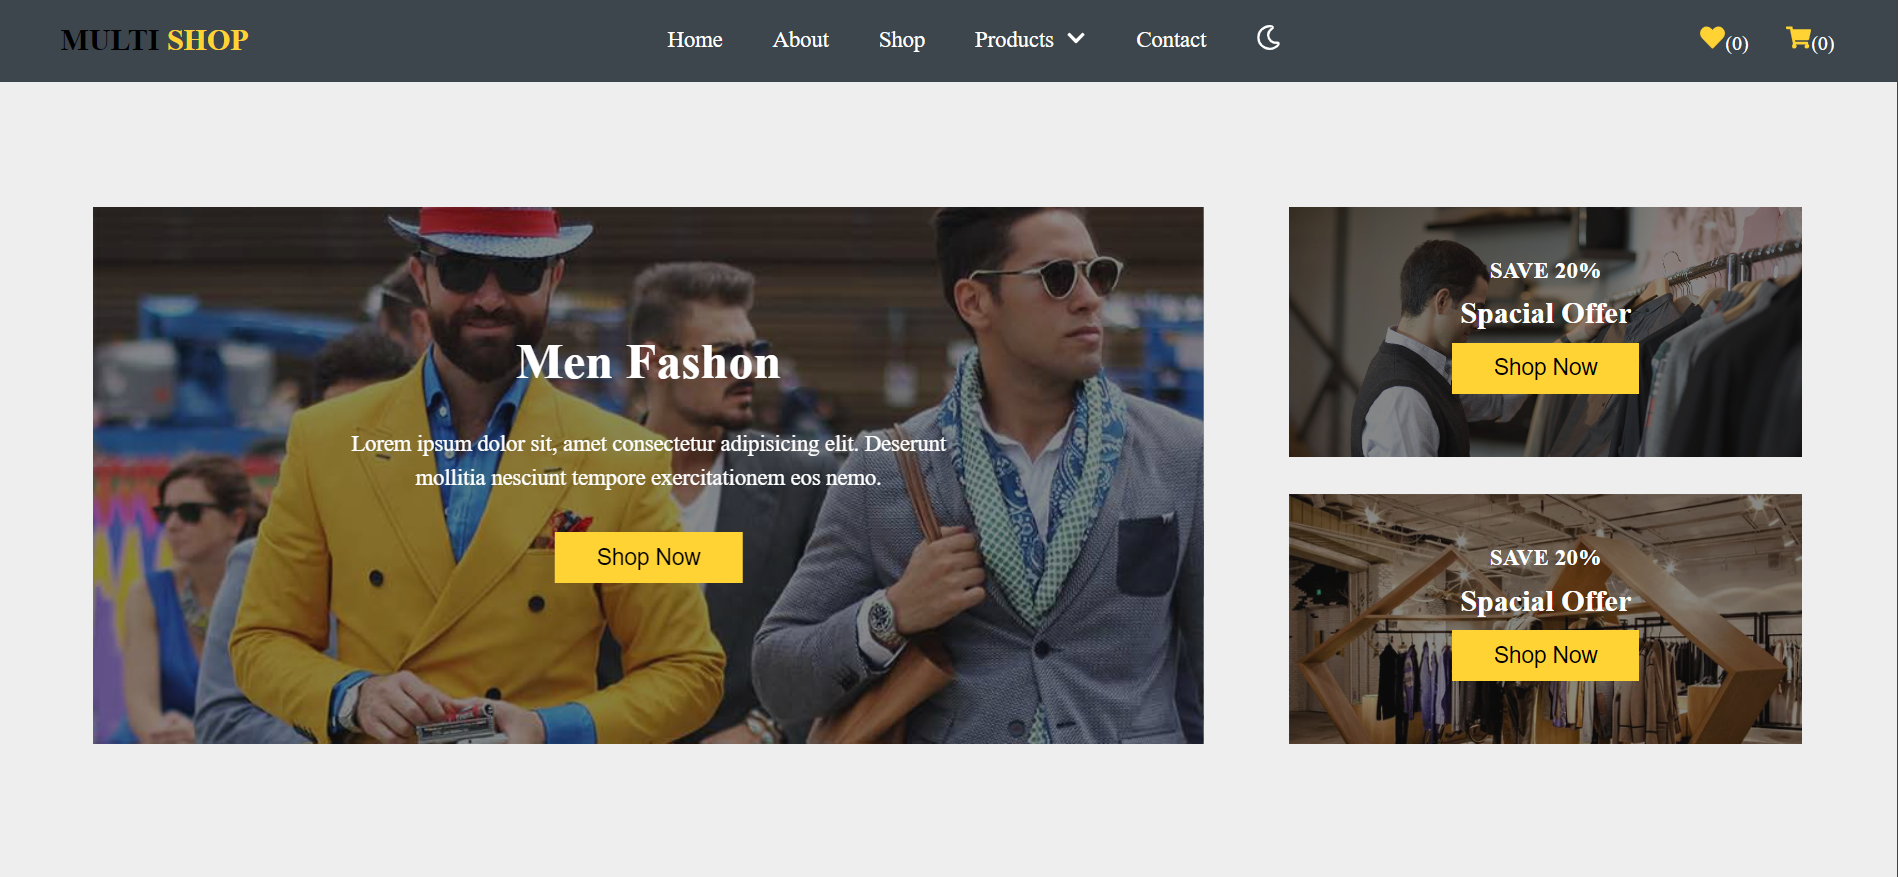 MULTI SHOP
Home About Shop Products Contact
(0) (0)
Men Fashon
Lorem ipsum dolor sit, amet consectetur adipisicing elit. Deserunt
mollitia nesciunt tempore exercitationem eos nemo.
Shop Now
SAVE 20%
Spacial Offer
Shop Now
SAVE 20%
Spacial Offer
Shop Now